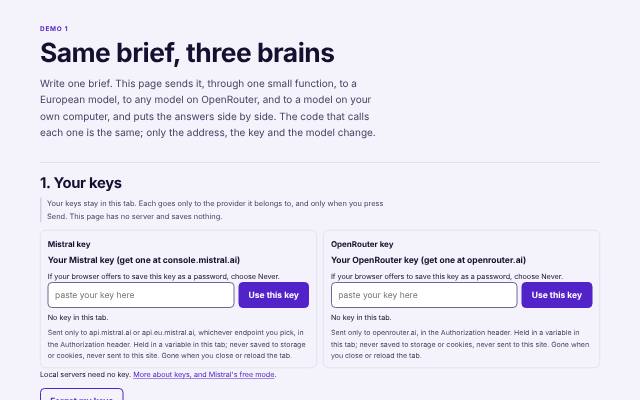 DEMO 1
Same brief, three brains
Write one brief. This page sends it, through one small function, to a
European model, to any model on OpenRouter, and to a model on your
own computer, and puts the answers side by side. The code that calls
each one is the same; only the address, the key and the model change.
1. Your keys
Your keys stay in this tab. Each goes only to the provider it belongs to, and only when you press
Send. This page has no server and saves nothing.
Mistral key
Your Mistral key (get one at console.mistral.ai)
If your browser offers to save this key as a password, choose Never.
paste your key here
Use this key
No key in this tab.
Sent only to api.mistral.ai or api.eu.mistral.ai, whichever endpoint you pick, in
the Authorization header. Held in a variable in this tab; never saved to storage
or cookies, never sent to this site. Gone when you close or reload the tab.
OpenRouter key
Your OpenRouter key (get one at openrouter.ai)
If your browser offers to save this key as a password, choose Never.
paste your key here
Use this key
No key in this tab.
Sent only to openrouter.ai, in the Authorization header. Held in a variable in
this tab; never saved to storage or cookies, never sent to this site. Gone when
you close or reload the tab.
Local servers need no key. More about keys, and Mistral's free mode.
Forget my keys